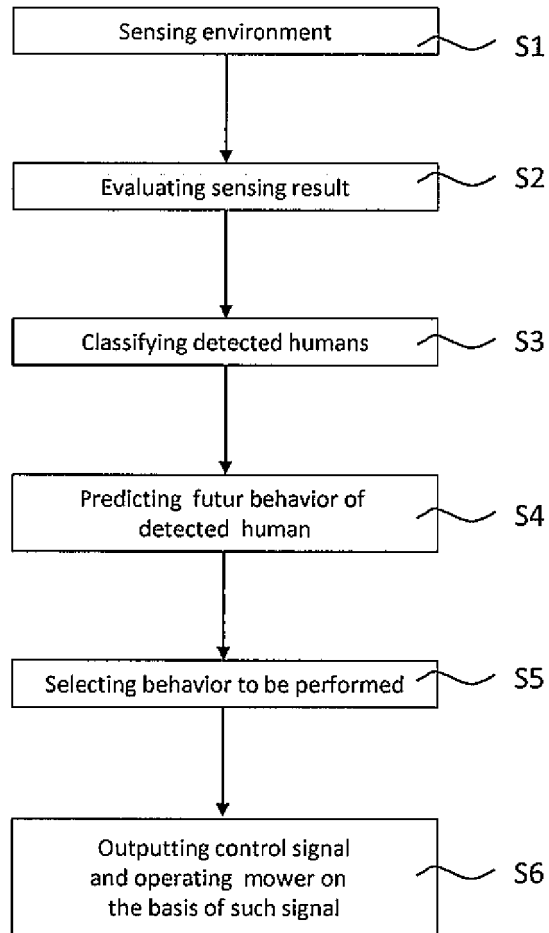 Sensing environment
S1
Evaluating sensing result
S2
Classifying detected humans
S3
Predicting futur behavior of
detected human
S4
Selecting behavior to be performed
S5
Outputting control signal
and operating mower on
the basis of such signal
S6